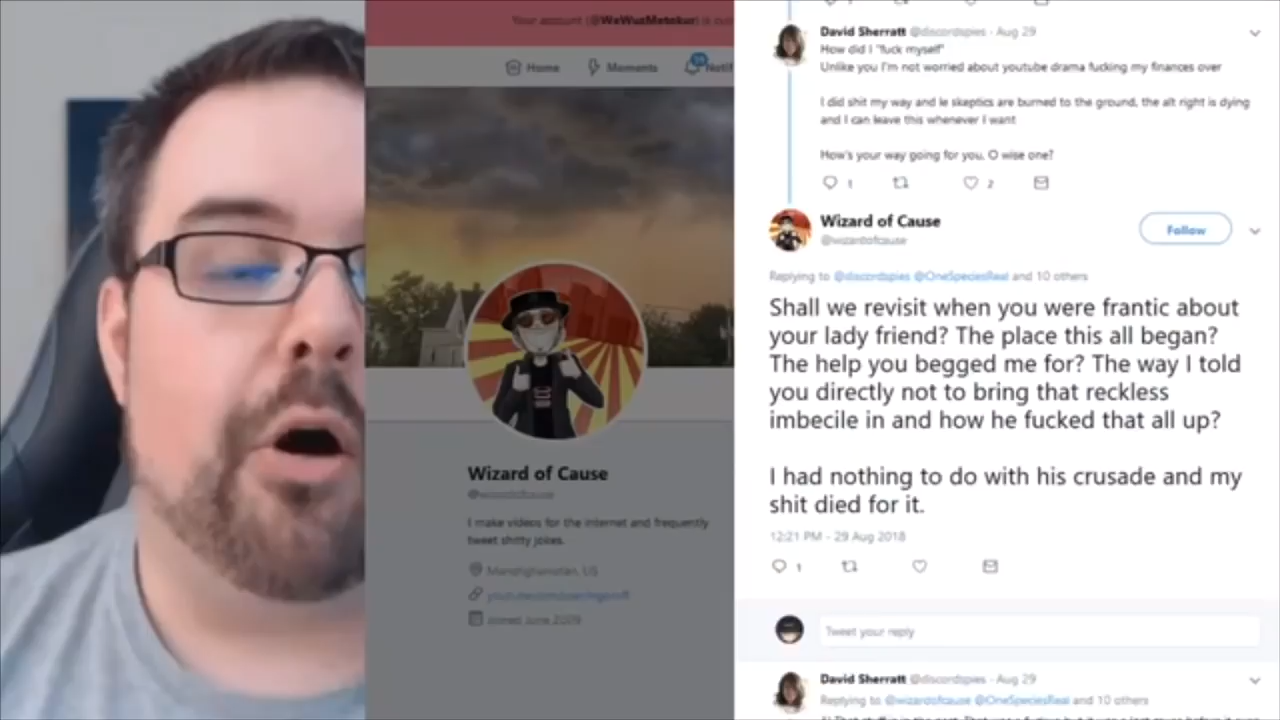 Your account (@WeWuzMetokur) is
Home
Moments
Wizard of Cause
@wizardofcause
I make videos for the internet and frequently
tweet shitty jokes.
Joined June 2009
David Sherratt @discordspies · Aug 29
How did I "fuck myself"
Unlike you I'm not worried about youtube drama fucking my finances over
I did shit my way and le skeptics are burned to the ground, the alt right is dying
and I can leave this whenever I want
How's your way going for you, O wise one?
1
2
Wizard of Cause
@wizardofcause
Follow
Replying to @discordspies @OneSpeciesReal and 10 others
Shall we revisit when you were frantic about
your lady friend? The place this all began?
The help you begged me for? The way I told
you directly not to bring that reckless
imbecile in and how he fucked that all up?
I had nothing to do with his crusade and my
shit died for it.
12:21 PM - 29 Aug 2018
1
Tweet your reply
David Sherratt @discordspies · Aug 29
Replying to @wizardofcause @OneSpeciesReal and 10 others